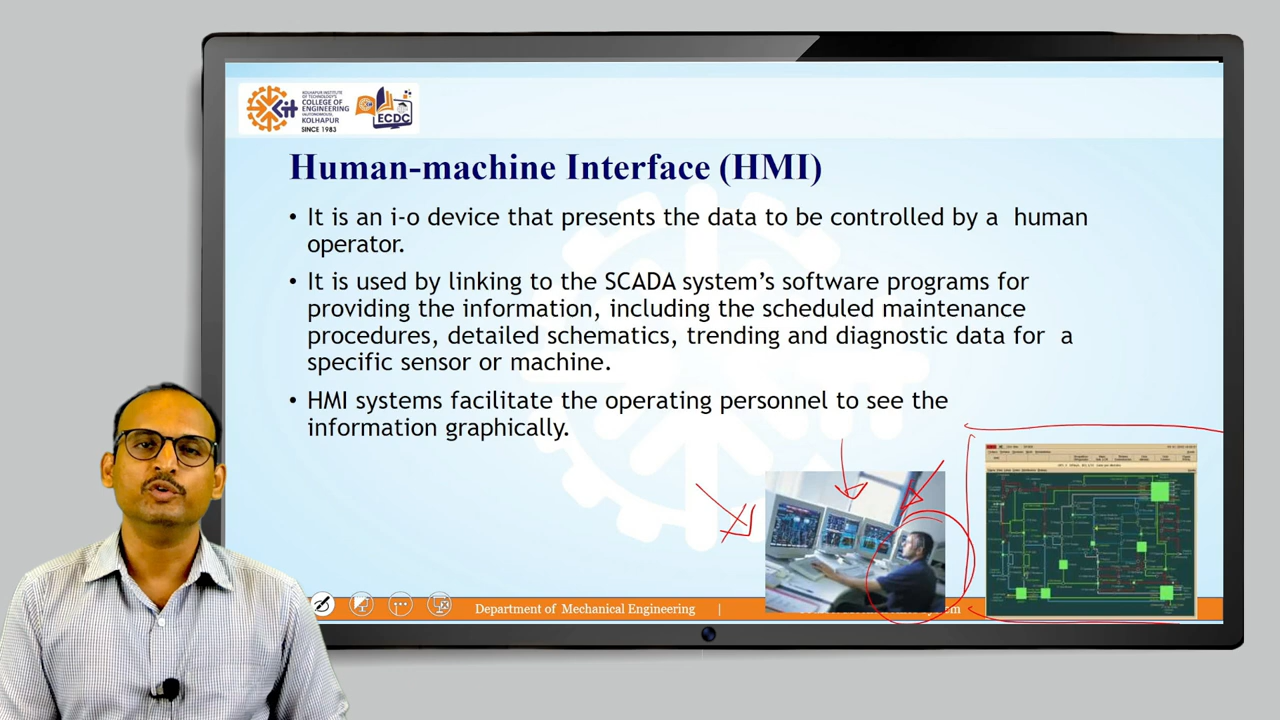 KOLHAPUR INSTITUTE
OF TECHNOLOGY'S
COLLEGE OF
ENGINEERING
(AUTONOMOUS),
KOLHAPUR
SINCE 1983
ECDC
Human-machine Interface (HMI)
• It is an i-o device that presents the data to be controlled by a human
operator.
• It is used by linking to the SCADA system's software programs for
providing the information, including the scheduled maintenance
procedures, detailed schematics, trending and diagnostic data for a
specific sensor or machine.
• HMI systems facilitate the operating personnel to see the
information graphically.
Department of Mechanical Engineering |